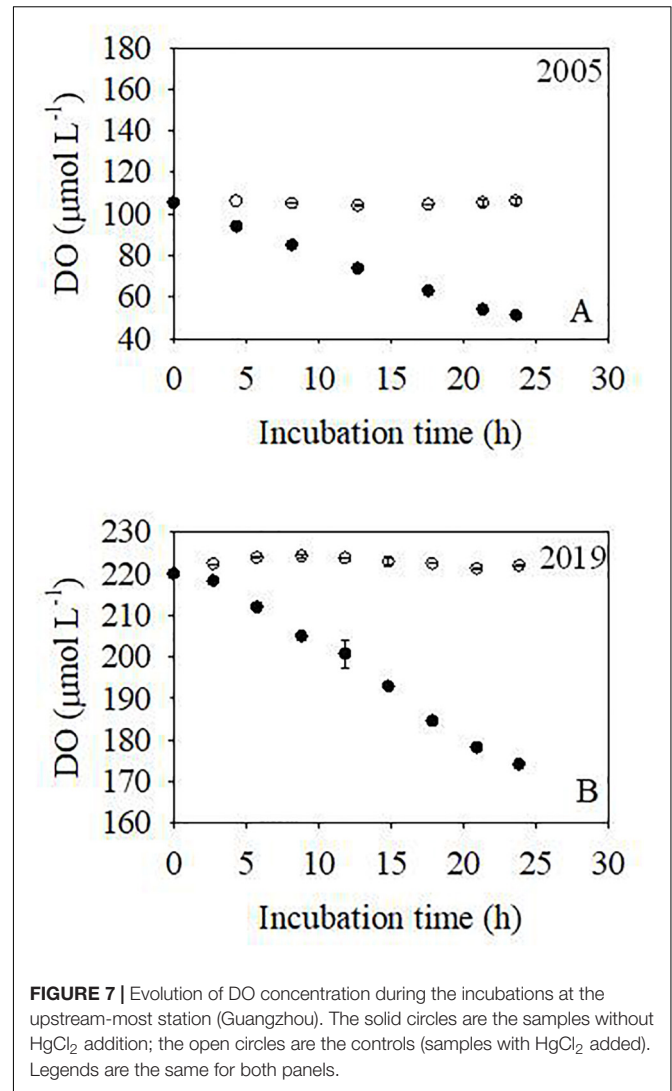 180
160
140
120
100
80
60
40
DO (μmol L⁻¹)
2005
A
0 5 10 15 20 25 30
Incubation time (h)
230
220
210
200
190
180
170
160
DO (μmol L⁻¹)
2019
B
0 5 10 15 20 25 30
Incubation time (h)
FIGURE 7 | Evolution of DO concentration during the incubations at the
upstream-most station (Guangzhou). The solid circles are the samples without
HgCl₂ addition; the open circles are the controls (samples with HgCl₂ added).
Legends are the same for both panels.